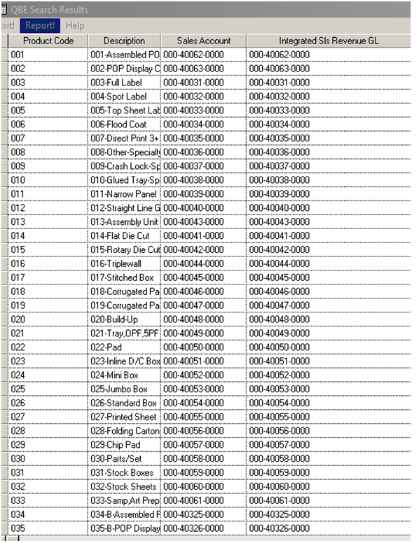 QBE Search Results
Report! Help
Product Code Description Sales Account Integrated Sls Revenue GL
001 001-Assembled PO 000-40062-0000 000-40062-0000
002 002-POP Display C 000-40063-0000 000-40063-0000
003 003-Full Label 000-40031-0000 000-40031-0000
004 004-Spot Label 000-40032-0000 000-40032-0000
005 005-Top Sheet Lab 000-40033-0000 000-40033-0000
006 006-Flood Coat 000-40034-0000 000-40034-0000
007 007-Direct Print 3+ 000-40035-0000 000-40035-0000
008 008-Other-Specialty 000-40036-0000 000-40036-0000
009 009-Crash Lock-Sp 000-40037-0000 000-40037-0000
010 010-Glued Tray-Sp 000-40038-0000 000-40038-0000
011 011-Narrow Panel 000-40039-0000 000-40039-0000
012 012-Straight Line G 000-40040-0000 000-40040-0000
013 013-Assembly Unit 000-40043-0000 000-40043-0000
014 014-Flat Die Cut 000-40041-0000 000-40041-0000
015 015-Rotary Die Cut 000-40042-0000 000-40042-0000
016 016-Triplewall 000-40044-0000 000-40044-0000
017 017-Stitched Box 000-40045-0000 000-40045-0000
018 018-Corrugated Pa 000-40046-0000 000-40046-0000
019 019-Corrugated Pa 000-40047-0000 000-40047-0000
020 020-Build-Up 000-40048-0000 000-40048-0000
021 021-Tray,OPF,5PF 000-40049-0000 000-40049-0000
022 022-Pad 000-40050-0000 000-40050-0000
023 023-Inline D/C Box 000-40051-0000 000-40051-0000
024 024-Mini Box 000-40052-0000 000-40052-0000
025 025-Jumbo Box 000-40053-0000 000-40053-0000
026 026-Standard Box 000-40054-0000 000-40054-0000
027 027-Printed Sheet 000-40055-0000 000-40055-0000
028 028-Folding Carton 000-40056-0000 000-40056-0000
029 029-Chip Pad 000-40057-0000 000-40057-0000
030 030-Parts/Set 000-40058-0000 000-40058-0000
031 031-Stock Boxes 000-40059-0000 000-40059-0000
032 032-Stock Sheets 000-40060-0000 000-40060-0000
033 033-Samp,Art Prep 000-40061-0000 000-40061-0000
034 034-B-Assembled F 000-40325-0000 000-40325-0000
035 035-B-POP Display 000-40326-0000 000-40326-0000